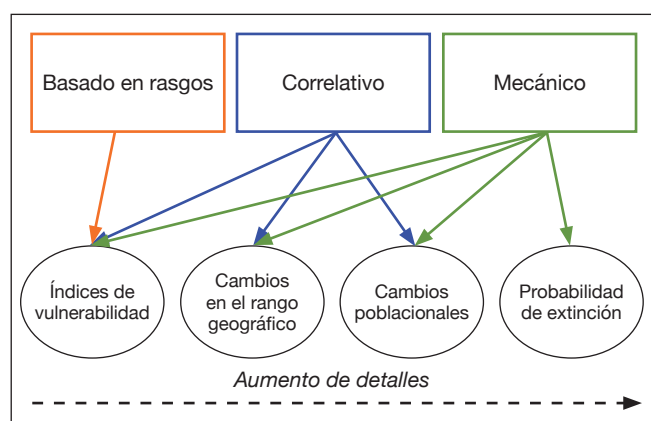 Basado en rasgos
Correlativo
Mecánico
Índices de
vulnerabilidad
Cambios
en el rango
geográfico
Cambios
poblacionales
Probabilidad
de extinción
Aumento de detalles